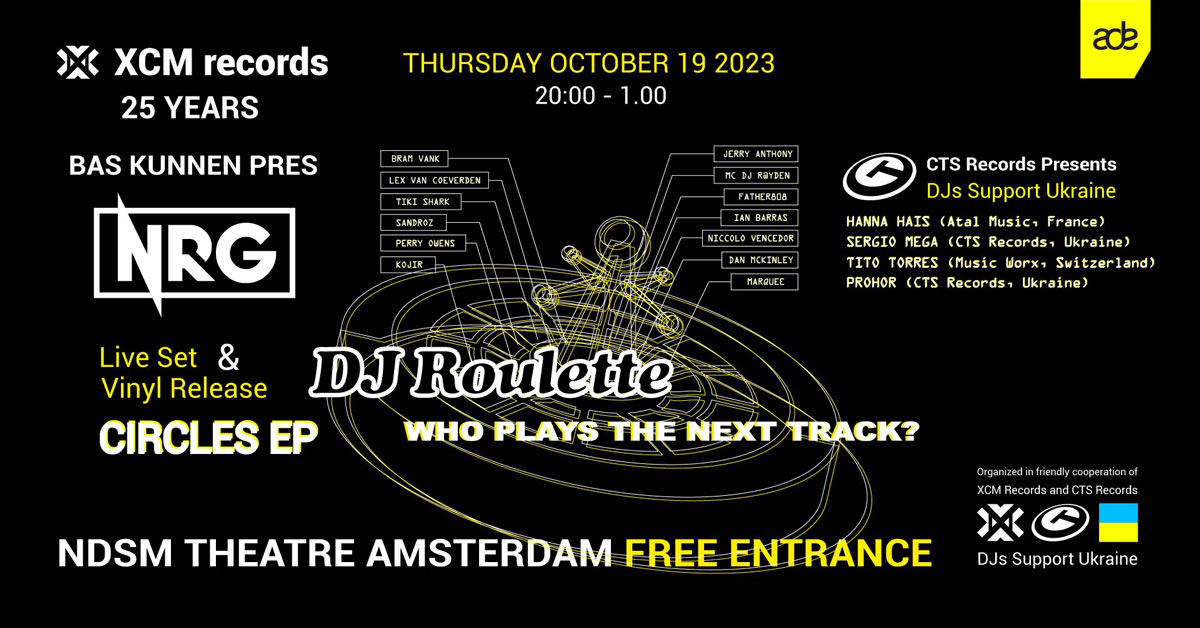 XCM records
25 YEARS
THURSDAY OCTOBER 19 2023
20:00 - 1.00
ade
BAS KUNNEN PRES
NRG
Live Set &
Vinyl Release
CIRCLES EP
BRAM VANK
LEX VAN COEVERDEN
TIKI SHARK
SANDROZ
PERRY OWENS
KOJIR
JERRY ANTHONY
MC DJ R@YDEN
FATHER808
IAN BARRAS
NICCOLO VENCEDOR
DAN MCKINLEY
MARQUEE
DJ Roulette
WHO PLAYS THE NEXT TRACK?
CTS Records Presents
DJs Support Ukraine
HANNA HAIS (Atal Music, France)
SERGIO MEGA (CTS Records, Ukraine)
TITO TORRES (Music Worx, Switzerland)
PROHOR (CTS Records, Ukraine)
Organized in friendly cooperation of
XCM Records and CTS Records
DJs Support Ukraine
NDSM THEATRE AMSTERDAM FREE ENTRANCE